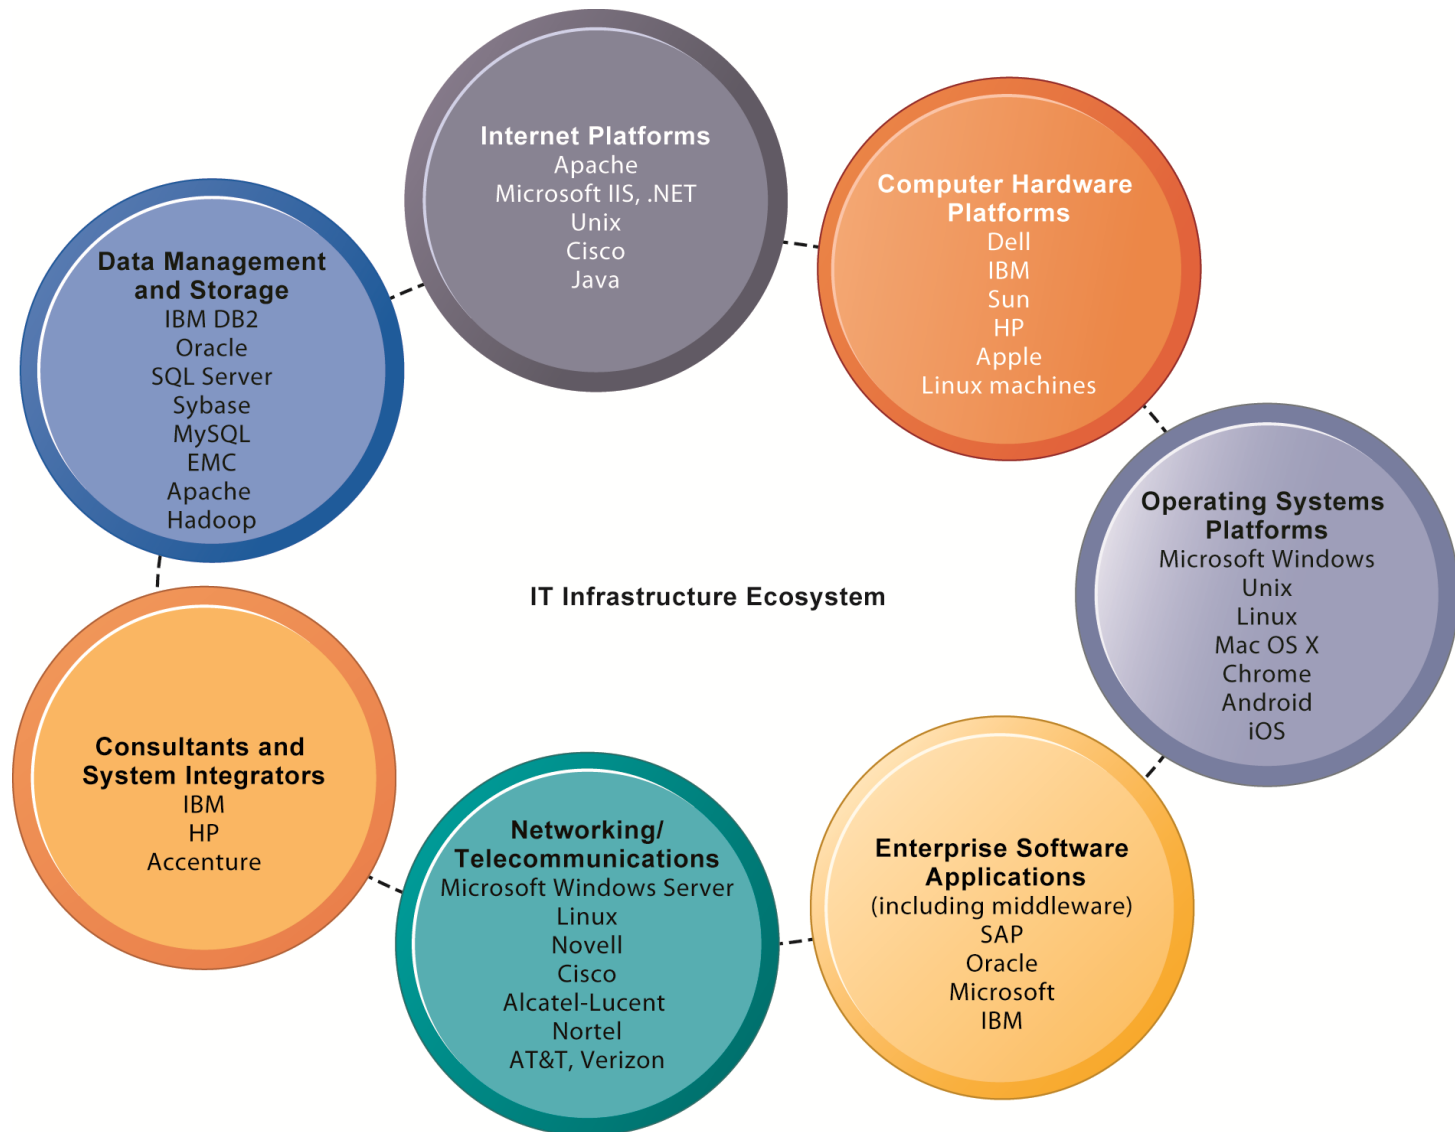 Internet Platforms
Apache
Microsoft IIS, .NET
Unix
Cisco
Java
Computer Hardware
Platforms
Dell
IBM
Sun
HP
Apple
Linux machines
Operating Systems
Platforms
Microsoft Windows
Unix
Linux
Mac OS X
Chrome
Android
iOS
Enterprise Software
Applications
(including middleware)
SAP
Oracle
Microsoft
IBM
Networking/
Telecommunications
Microsoft Windows Server
Linux
Novell
Cisco
Alcatel-Lucent
Nortel
AT&T, Verizon
Consultants and
System Integrators
IBM
HP
Accenture
Data Management
and Storage
IBM DB2
Oracle
SQL Server
Sybase
MySQL
EMC
Apache
Hadoop
IT Infrastructure Ecosystem